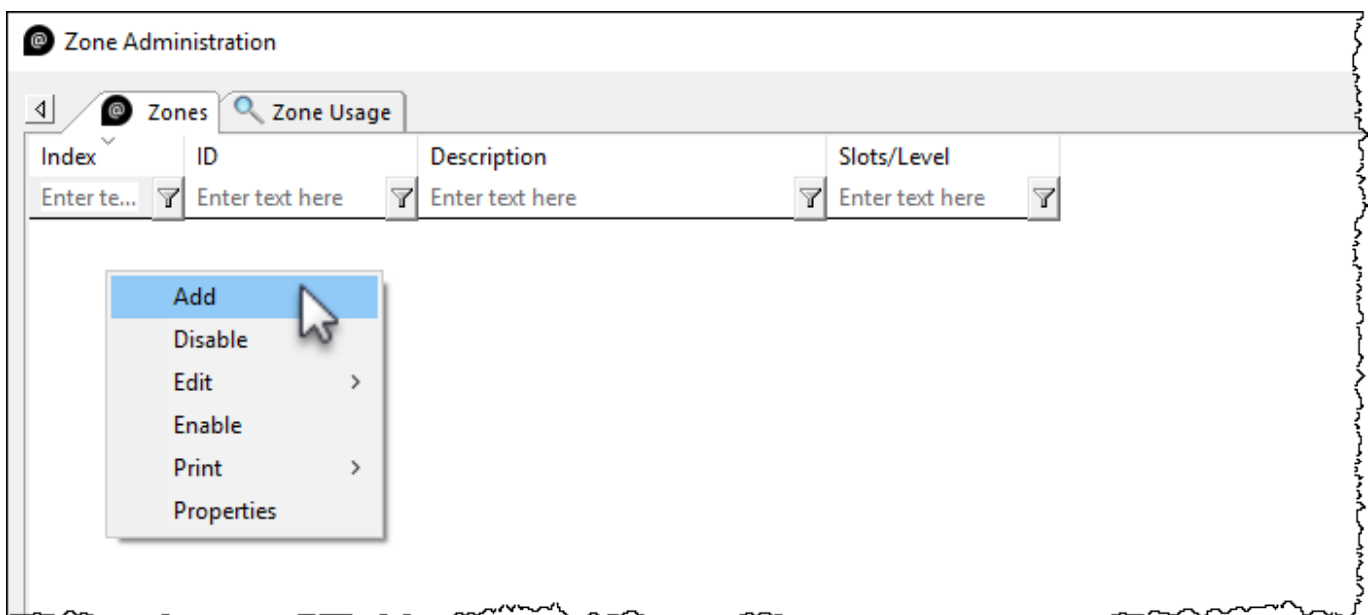 @ Zone Administration
@ Zones Zone Usage
Index ID Description Slots/Level
Enter te... Enter text here Enter text here Enter text here
Add
Disable
Edit >
Enable
Print >
Properties